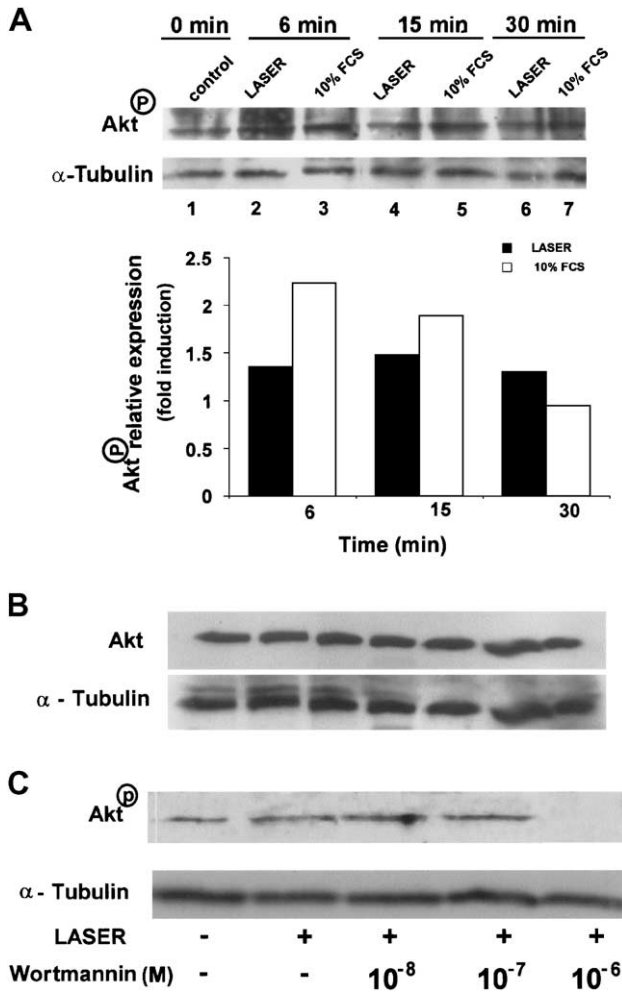 A
0 min 6 min 15 min 30 min
control LASER 10% FCS LASER 10% FCS LASER 10% FCS
Akt P
α-Tubulin
1 2 3 4 5 6 7
LASER
10% FCS
P Akt relative expression
(fold induction)
2.5
2
1.5
1
0.5
0
6 15 30
Time (min)
B
Akt
α - Tubulin
C
Akt p
α - Tubulin
LASER - + + + +
Wortmannin (M) - - 10⁻⁸ 10⁻⁷ 10⁻⁶